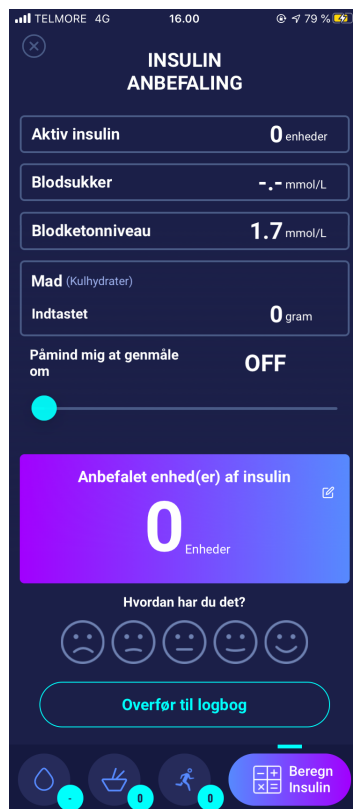 TELMORE 4G 16.00 79 %
INSULIN
ANBEFALING
Aktiv insulin 0 enheder
Blodsukker -.- mmol/L
Blodketonniveau 1.7 mmol/L
Mad (Kulhydrater)
Indtastet 0 gram
Påmind mig at genmåle
om
OFF
Anbefalet enhed(er) af insulin
0 Enheder
Hvordan har du det?
Overfør til logbog
- 0 0
Beregn
Insulin